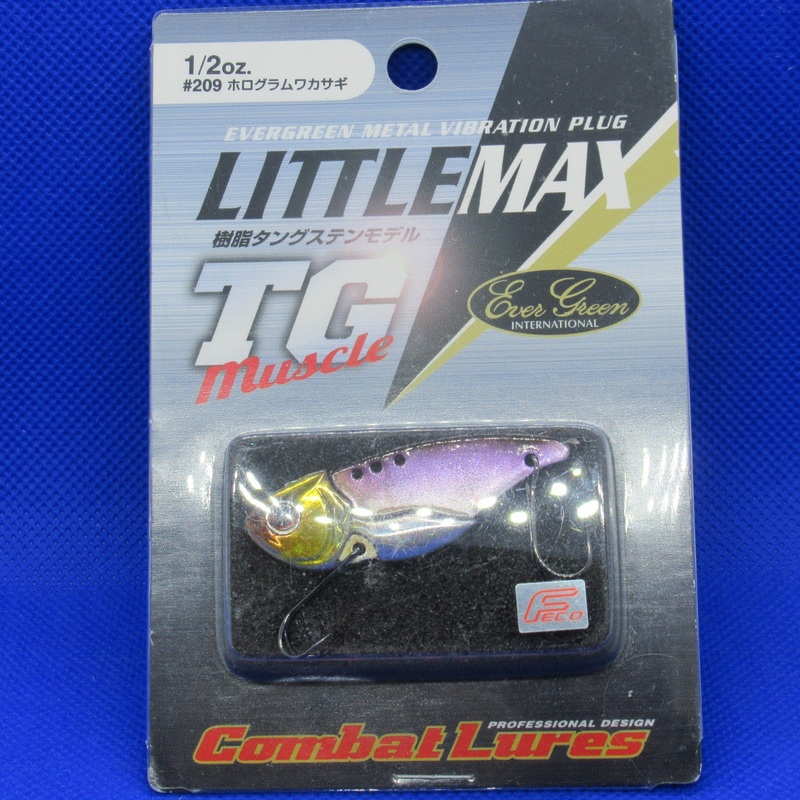 1/2oz.
#209 ホログラムワカサギ
EVERGREEN METAL VIBRATION PLUG
LITTLEMAX
樹脂タングステンモデル
TG
muscle
Ever Green
INTERNATIONAL
FECO
PROFESSIONAL DESIGN
Combat Lures